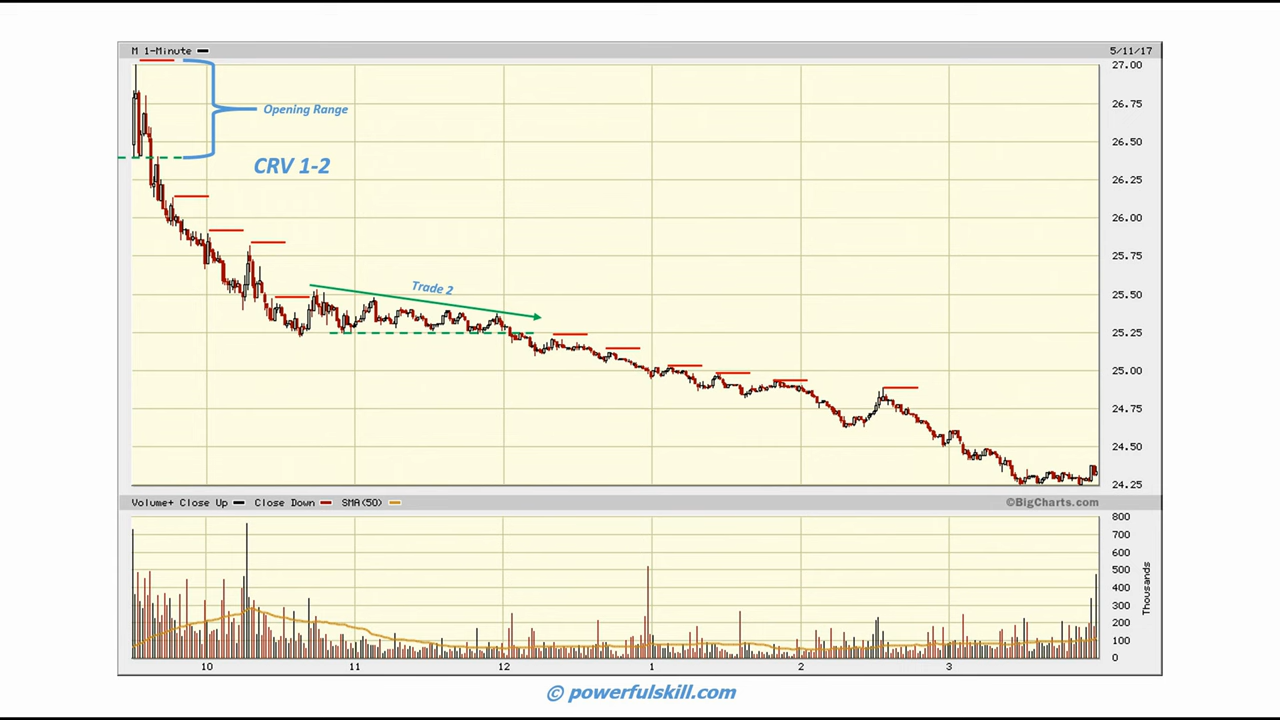 M 1-Minute
5/11/17
27.00
26.75
26.50
26.25
26.00
25.75
25.50
25.25
25.00
24.75
24.50
24.25
Opening Range
CRV 1-2
Trade 2
Volume+ Close Up Close Down SMA(50)
©BigCharts.com
800
700
600
500
400
300
200
100
0
Thousands
10 11 12 1 2 3
© powerfulskill.com